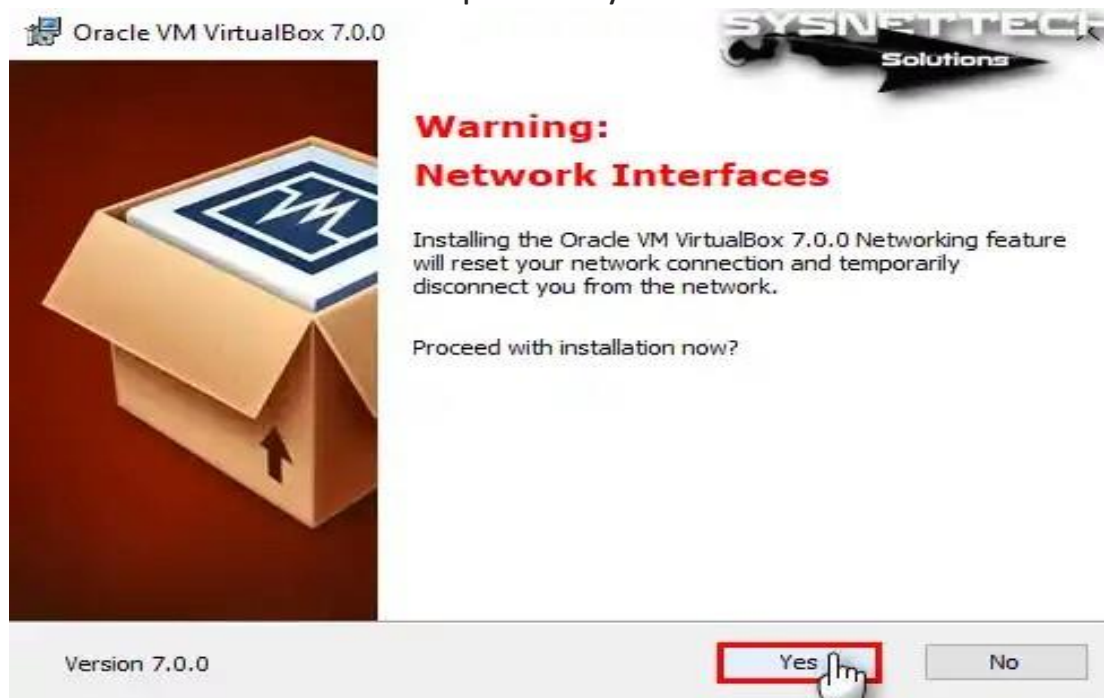 Oracle VM VirtualBox 7.0.0
SYSNETTECH
Solutions
Warning:
Network Interfaces
Installing the Oracle VM VirtualBox 7.0.0 Networking feature
will reset your network connection and temporarily
disconnect you from the network.
Proceed with installation now?
Version 7.0.0
Yes
No